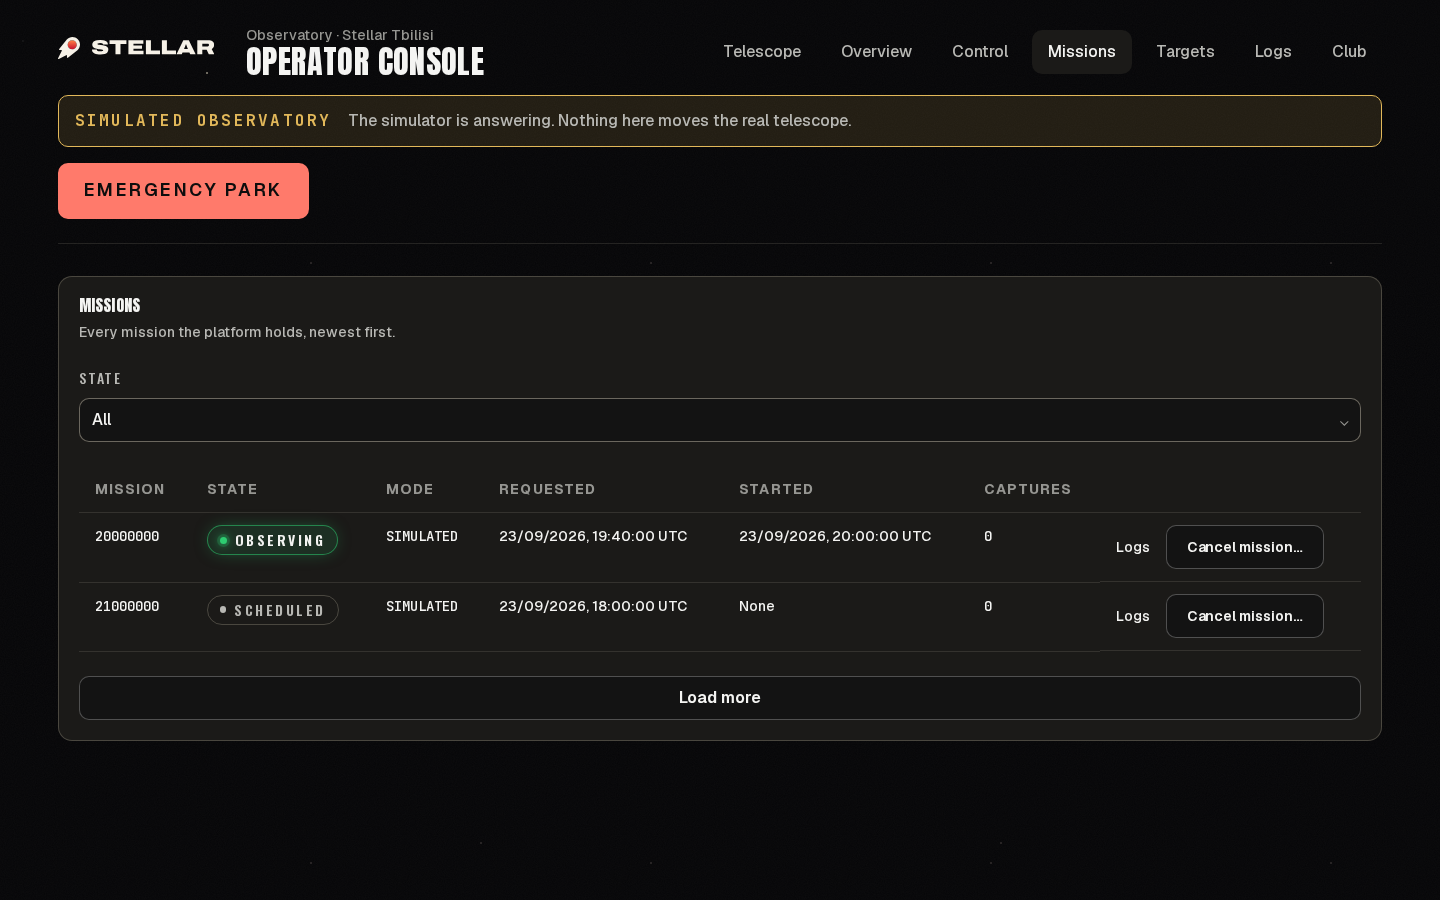 STELLAR
Observatory · Stellar Tbilisi
OPERATOR CONSOLE
Telescope
Overview
Control
Missions
Targets
Logs
Club
SIMULATED OBSERVATORY The simulator is answering. Nothing here moves the real telescope.
EMERGENCY PARK
MISSIONS
Every mission the platform holds, newest first.
STATE
All
MISSION STATE MODE REQUESTED STARTED CAPTURES
20000000 OBSERVING SIMULATED 23/09/2026, 19:40:00 UTC 23/09/2026, 20:00:00 UTC 0 Logs Cancel mission…
21000000 SCHEDULED SIMULATED 23/09/2026, 18:00:00 UTC None 0 Logs Cancel mission…
Load more